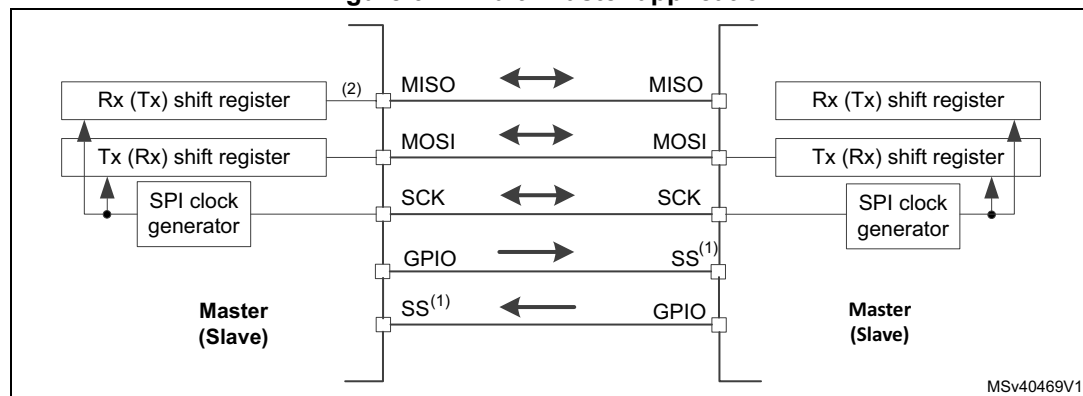 MISO MISO
(2)
Rx (Tx) shift register Rx (Tx) shift register
MOSI MOSI
Tx (Rx) shift register Tx (Rx) shift register
SCK SCK
SPI clock generator SPI clock generator
GPIO SS(1)
SS(1) GPIO
Master (Slave) Master (Slave)
MSv40469V1